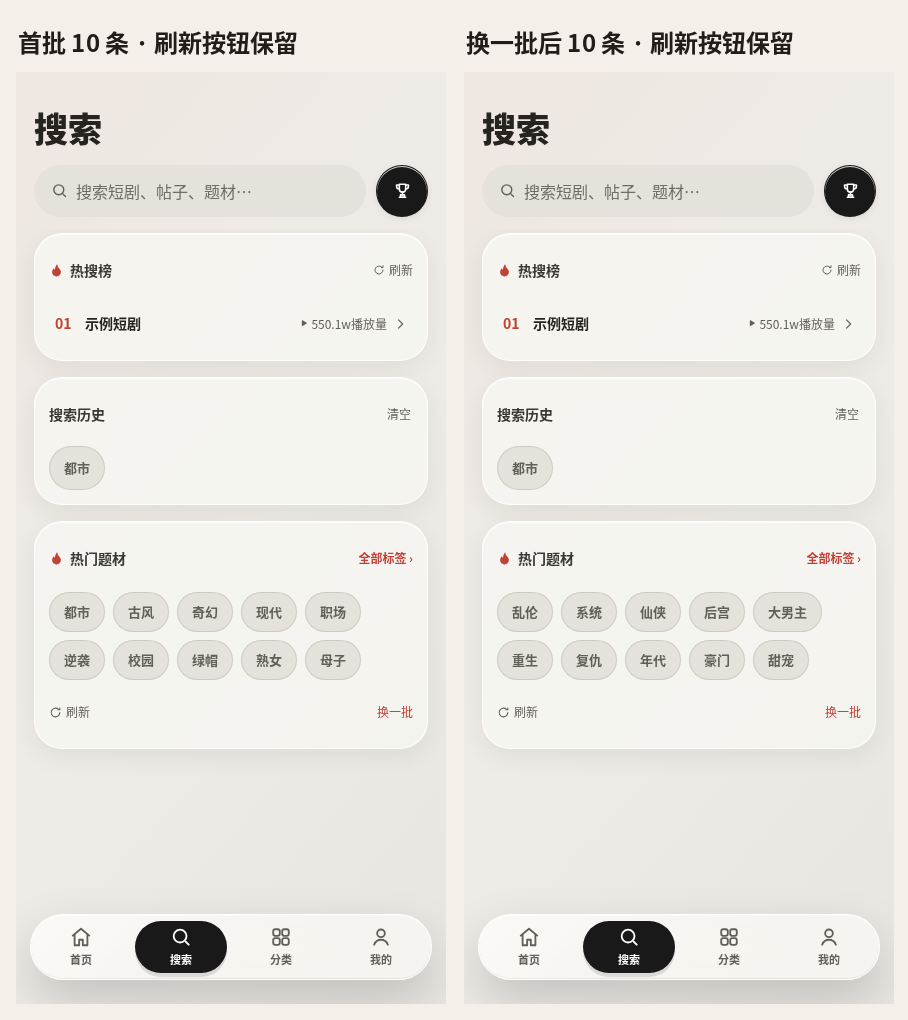 首批 10 条 · 刷新按钮保留
搜索
搜索短剧、帖子、题材…
热搜榜
刷新
01 示例短剧 550.1w播放量
搜索历史
清空
都市
热门题材
全部标签 ›
都市 古风 奇幻 现代 职场
逆袭 校园 绿帽 熟女 母子
刷新
换一批
首页 搜索 分类 我的
换一批后 10 条 · 刷新按钮保留
搜索
搜索短剧、帖子、题材…
热搜榜
刷新
01 示例短剧 550.1w播放量
搜索历史
清空
都市
热门题材
全部标签 ›
乱伦 系统 仙侠 后宫 大男主
重生 复仇 年代 豪门 甜宠
刷新
换一批
首页 搜索 分类 我的